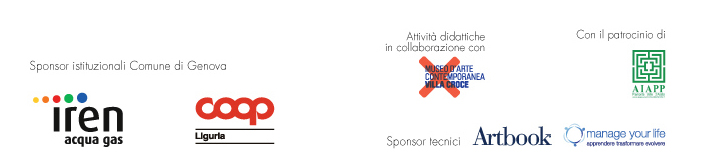 Sponsor istituzionali Comune di Genova
iren
acqua gas
coop
Liguria
Attività didattiche
in collaborazione con
MUSEO D'ARTE
CONTEMPORANEA
VILLA CROCE
Con il patrocinio di
AIAPP
Sponsor tecnici
Artbook
manage your life
apprendere trasformare evolvere